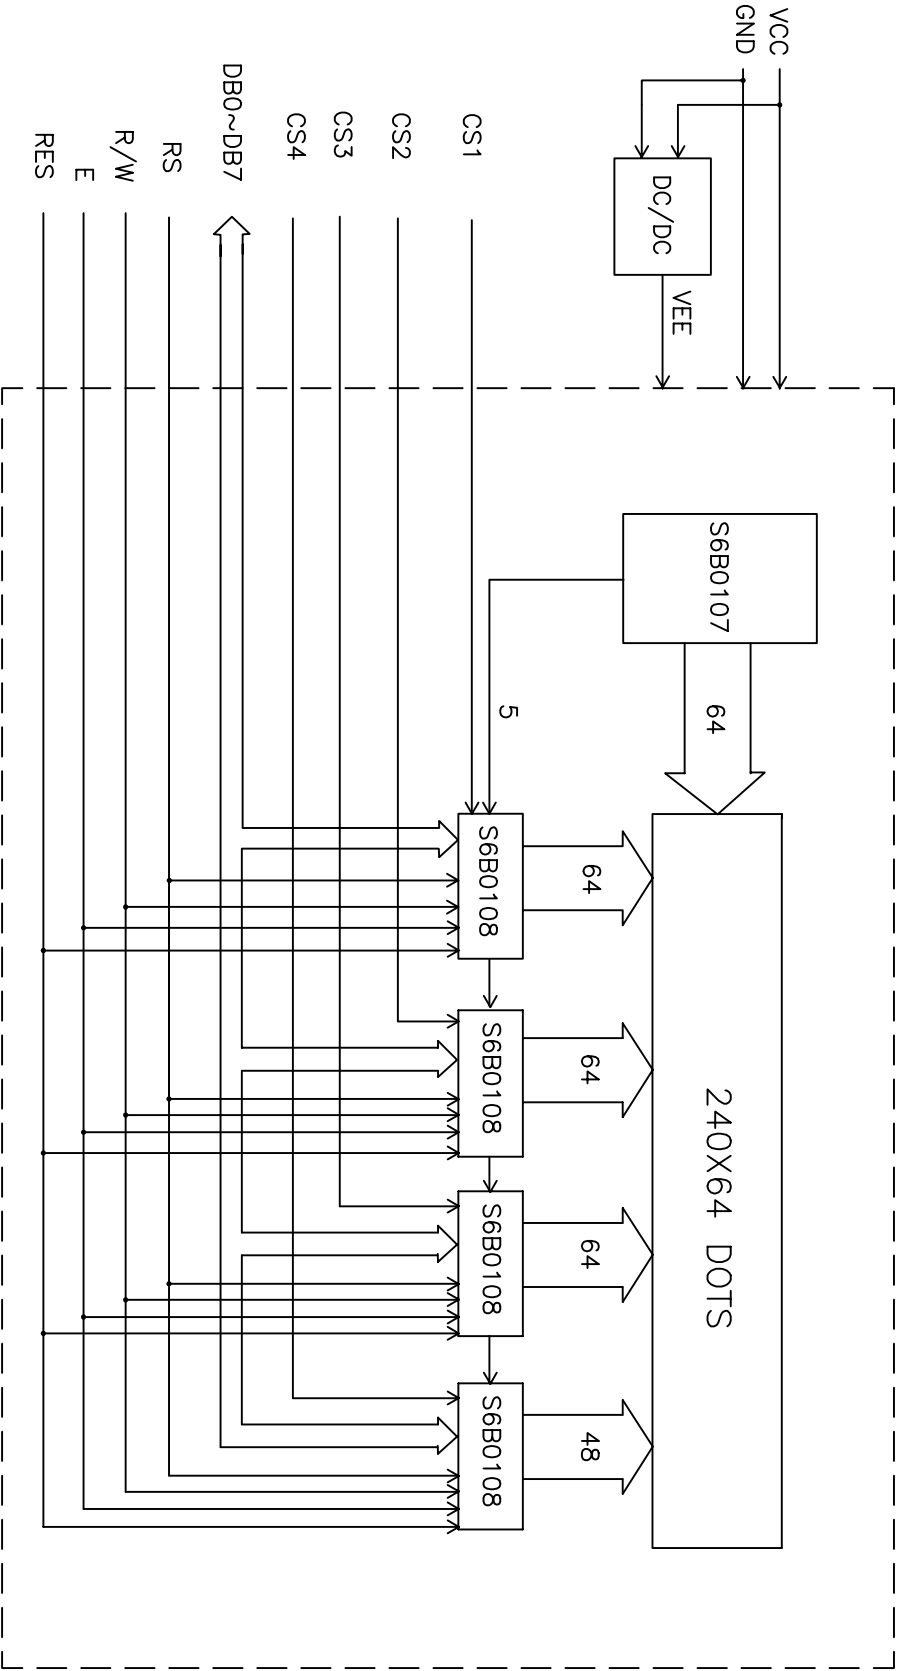 VCC
GND
DC/DC
VEE
S6B0107
64
240X64 DOTS
5
64
64
64
48
S6B0108
S6B0108
S6B0108
S6B0108
CS1
CS2
CS3
CS4
DB0~DB7
RS
R/W
E
RES